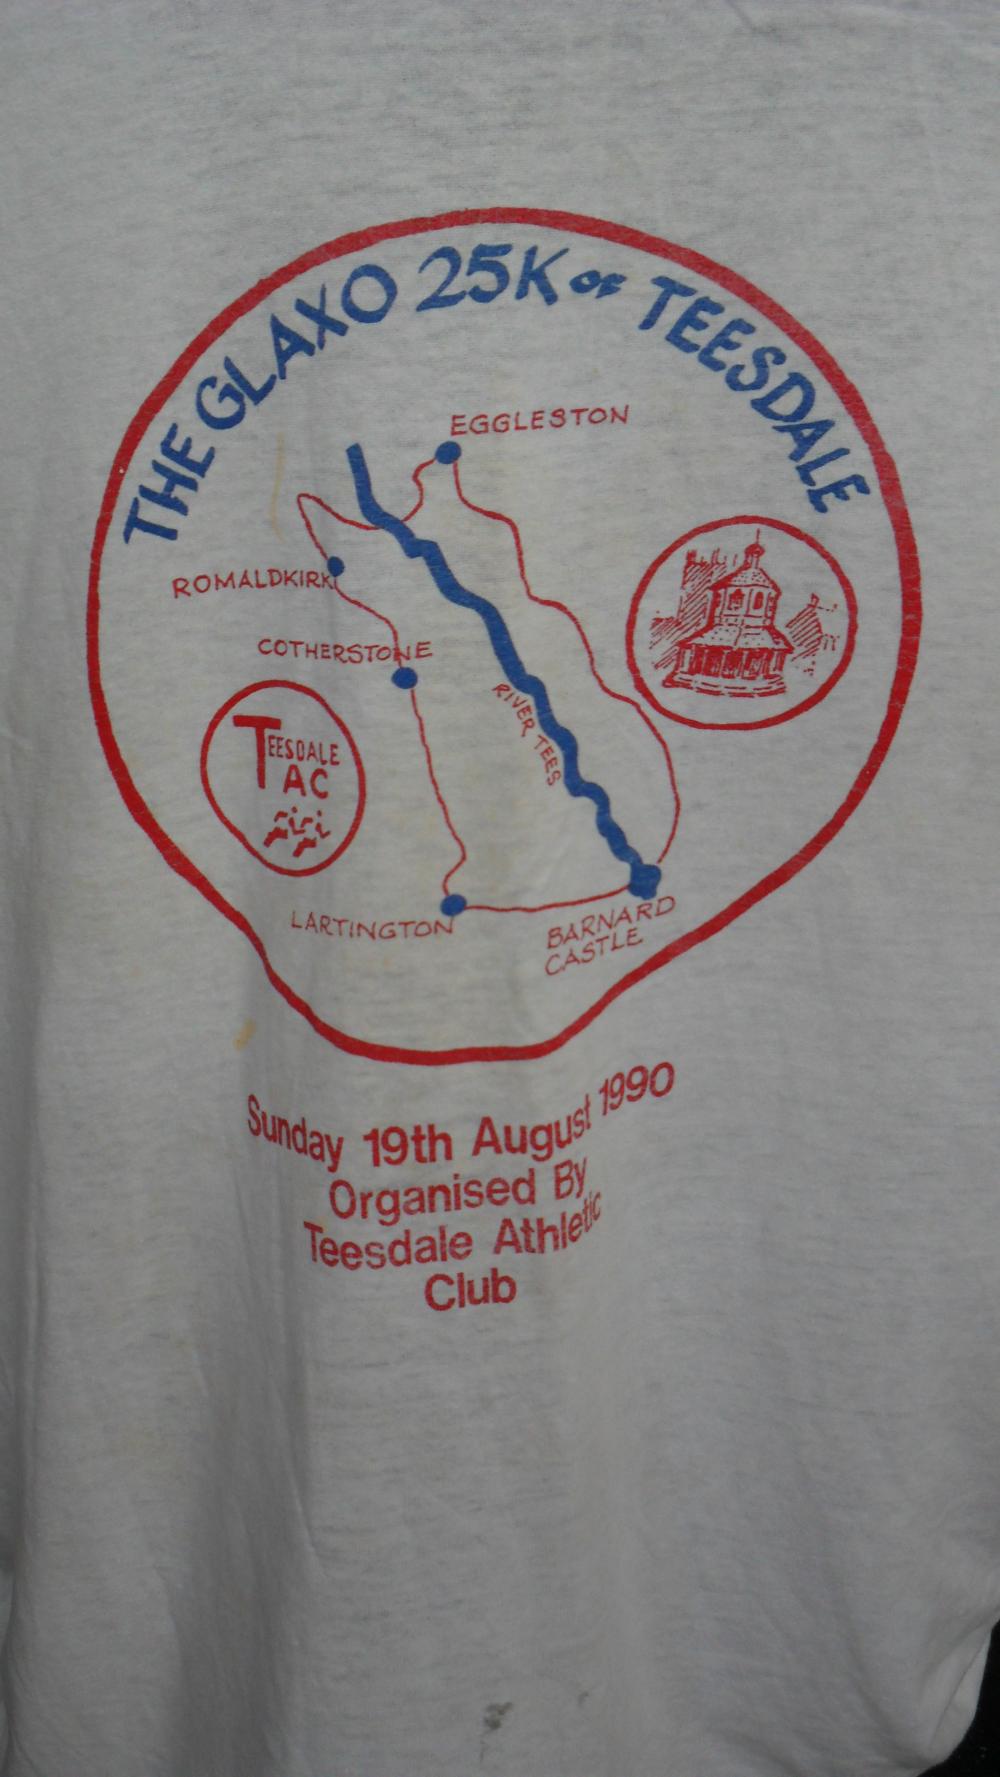 THE GLAXO 25K OF TEESDALE
EGGLESTON
ROMALDKIRK
COTHERSTONE
RIVER TEES
TEESDALE
AC
LARTINGTON
BARNARD
CASTLE
Sunday 19th August 1990
Organised By
Teesdale Athletic
Club